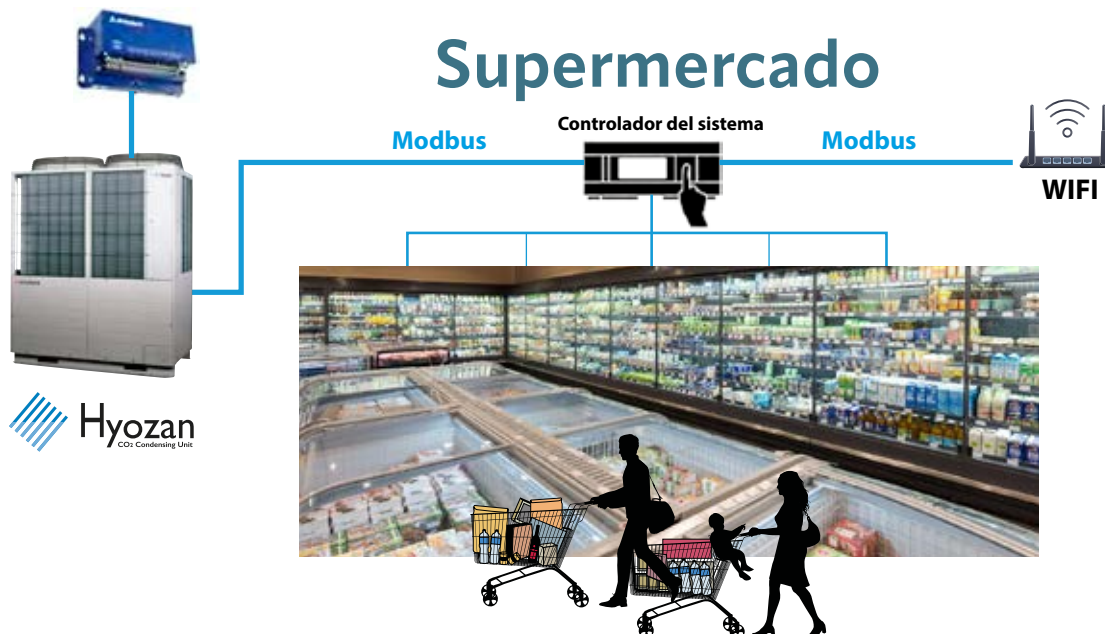 Supermercado
Controlador del sistema
Modbus
Modbus
WIFI
Hyozan
CO2 Condensing Unit